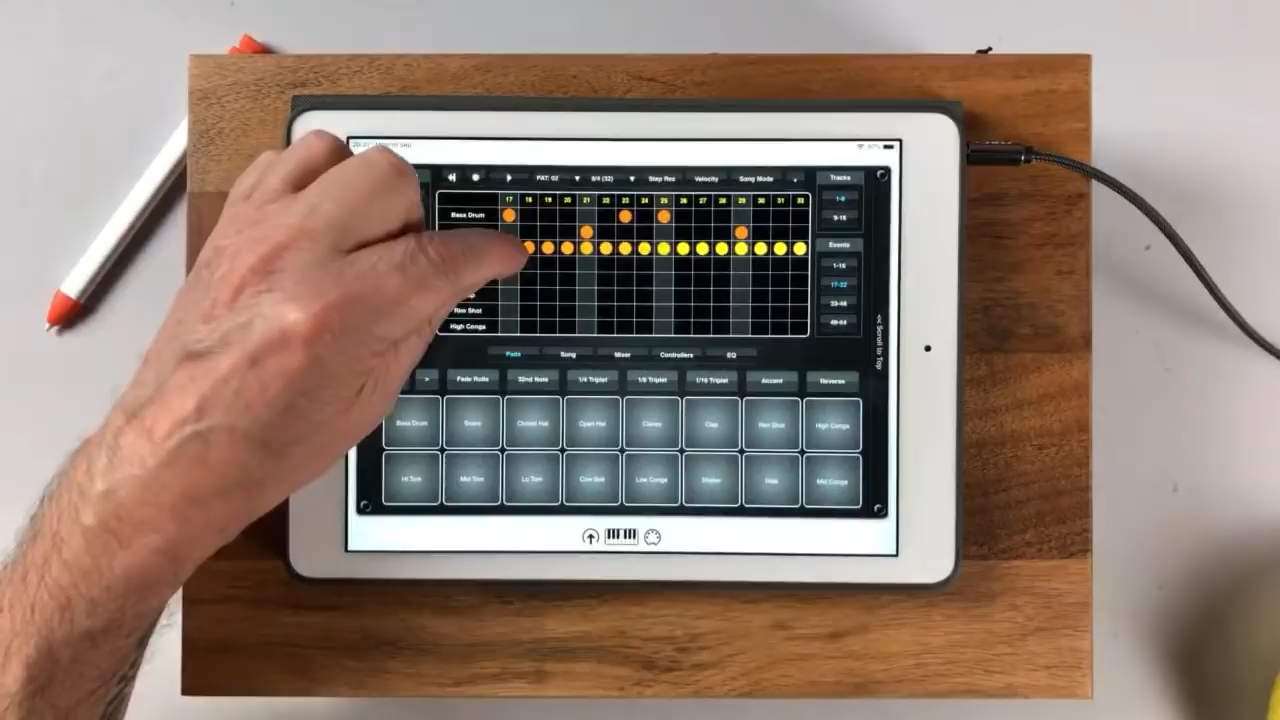 97%
PAT: 02 Step Rec Velocity Song Mode Tracks
17 18 19 20 21 22 23 24 25 26 27 28 29 30 31 32
1-8
Bass Drum
9-16
Events
1-16
17-32
33-48
49-64
Rim Shot
High Conga
<< Scroll to Top
Pads Song Mixer Controllers EQ
> Fade Rolls 32nd Note 1/4 Triplet 1/8 Triplet 1/16 Triplet Accent Reverse
Bass Drum Snare Closed Hat Open Hat Claves Clap Rim Shot High Conga
Hi Tom Mid Tom Lo Tom Cow Bell Low Conga Shaker Mid Conga